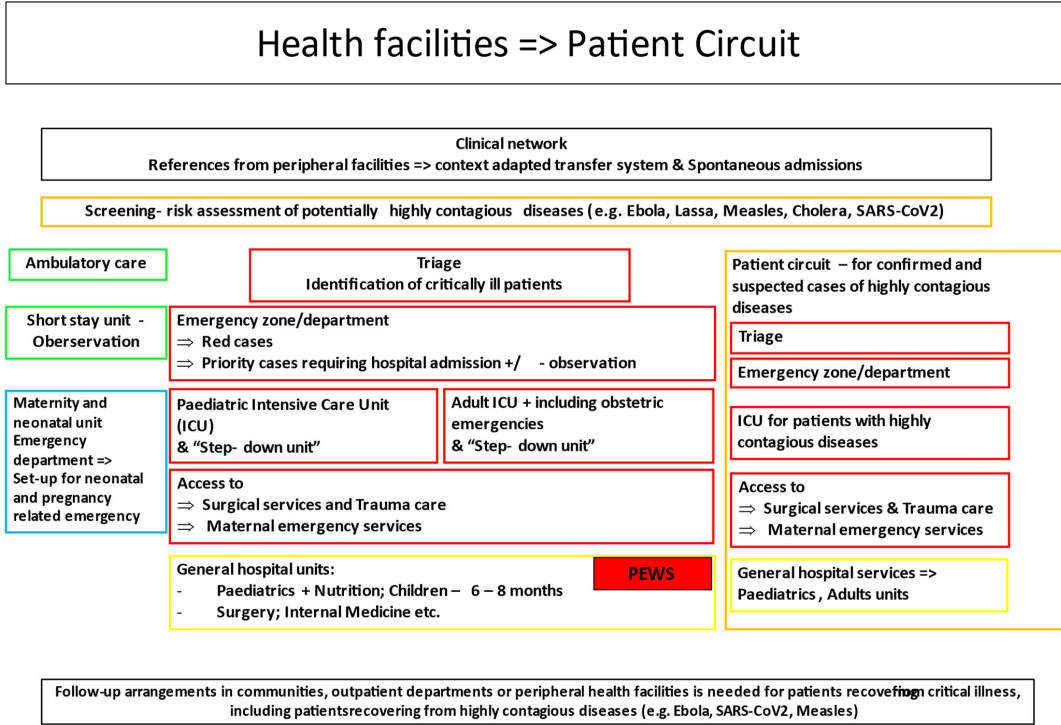 Health facilities => Patient Circuit
Clinical network
References from peripheral facilities => context adapted transfer system & Spontaneous admissions
Screening- risk assessment of potentially highly contagious diseases (e.g. Ebola, Lassa, Measles, Cholera, SARS-CoV2)
Ambulatory care
Triage
Identification of critically ill patients
Short stay unit -
Oberservation
Emergency zone/department
⇒ Red cases
⇒ Priority cases requiring hospital admission +/ - observation
Maternity and
neonatal unit
Emergency
department =>
Set-up for neonatal
and pregnancy
related emergency
Paediatric Intensive Care Unit
(ICU)
& “Step- down unit”
Adult ICU + including obstetric
emergencies
& “Step- down unit”
Access to
⇒ Surgical services and Trauma care
⇒ Maternal emergency services
General hospital units:
- Paediatrics + Nutrition; Children – 6 – 8 months
- Surgery; Internal Medicine etc.
PEWS
Patient circuit – for confirmed and
suspected cases of highly contagious
diseases
Triage
Emergency zone/department
ICU for patients with highly
contagious diseases
Access to
⇒ Surgical services & Trauma care
⇒ Maternal emergency services
General hospital services =>
Paediatrics , Adults units
Follow-up arrangements in communities, outpatient departments or peripheral health facilities is needed for patients recovering from critical illness,
including patientsrecovering from highly contagious diseases (e.g. Ebola, SARS-CoV2, Measles)